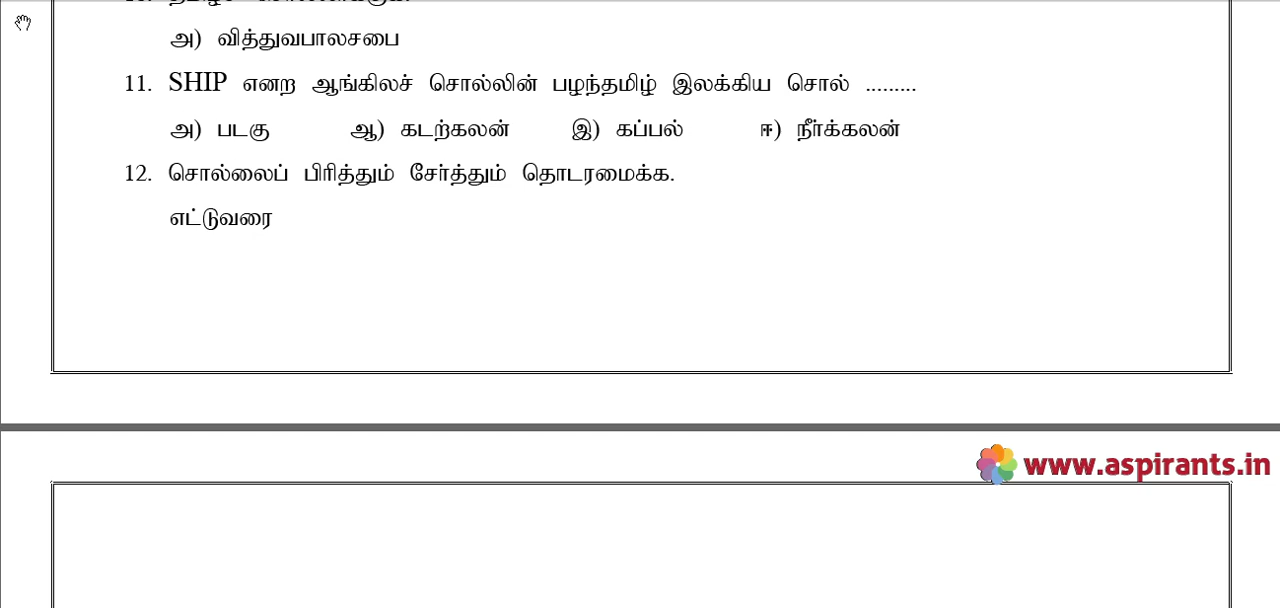 அ) வித்துவபாலசபை
11. SHIP எனற ஆங்கிலச் சொல்லின் பழந்தமிழ் இலக்கிய சொல் .........
அ) படகு ஆ) கடற்கலன் இ) கப்பல் ஈ) நீர்க்கலன்
12. சொல்லைப் பிரித்தும் சேர்த்தும் தொடரமைக்க.
எட்டுவரை
www.aspirants.in